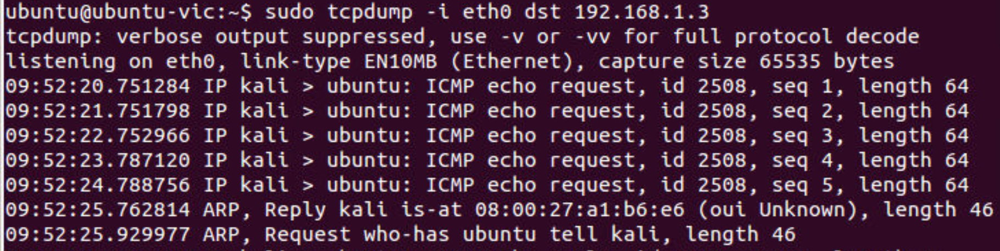 ubuntu@ubuntu-vic:~$ sudo tcpdump -i eth0 dst 192.168.1.3
tcpdump: verbose output suppressed, use -v or -vv for full protocol decode
listening on eth0, link-type EN10MB (Ethernet), capture size 65535 bytes
09:52:20.751284 IP kali > ubuntu: ICMP echo request, id 2508, seq 1, length 64
09:52:21.751798 IP kali > ubuntu: ICMP echo request, id 2508, seq 2, length 64
09:52:22.752966 IP kali > ubuntu: ICMP echo request, id 2508, seq 3, length 64
09:52:23.787120 IP kali > ubuntu: ICMP echo request, id 2508, seq 4, length 64
09:52:24.788756 IP kali > ubuntu: ICMP echo request, id 2508, seq 5, length 64
09:52:25.762814 ARP, Reply kali is-at 08:00:27:a1:b6:e6 (oui Unknown), length 46
09:52:25.929977 ARP, Request who-has ubuntu tell kali, length 46